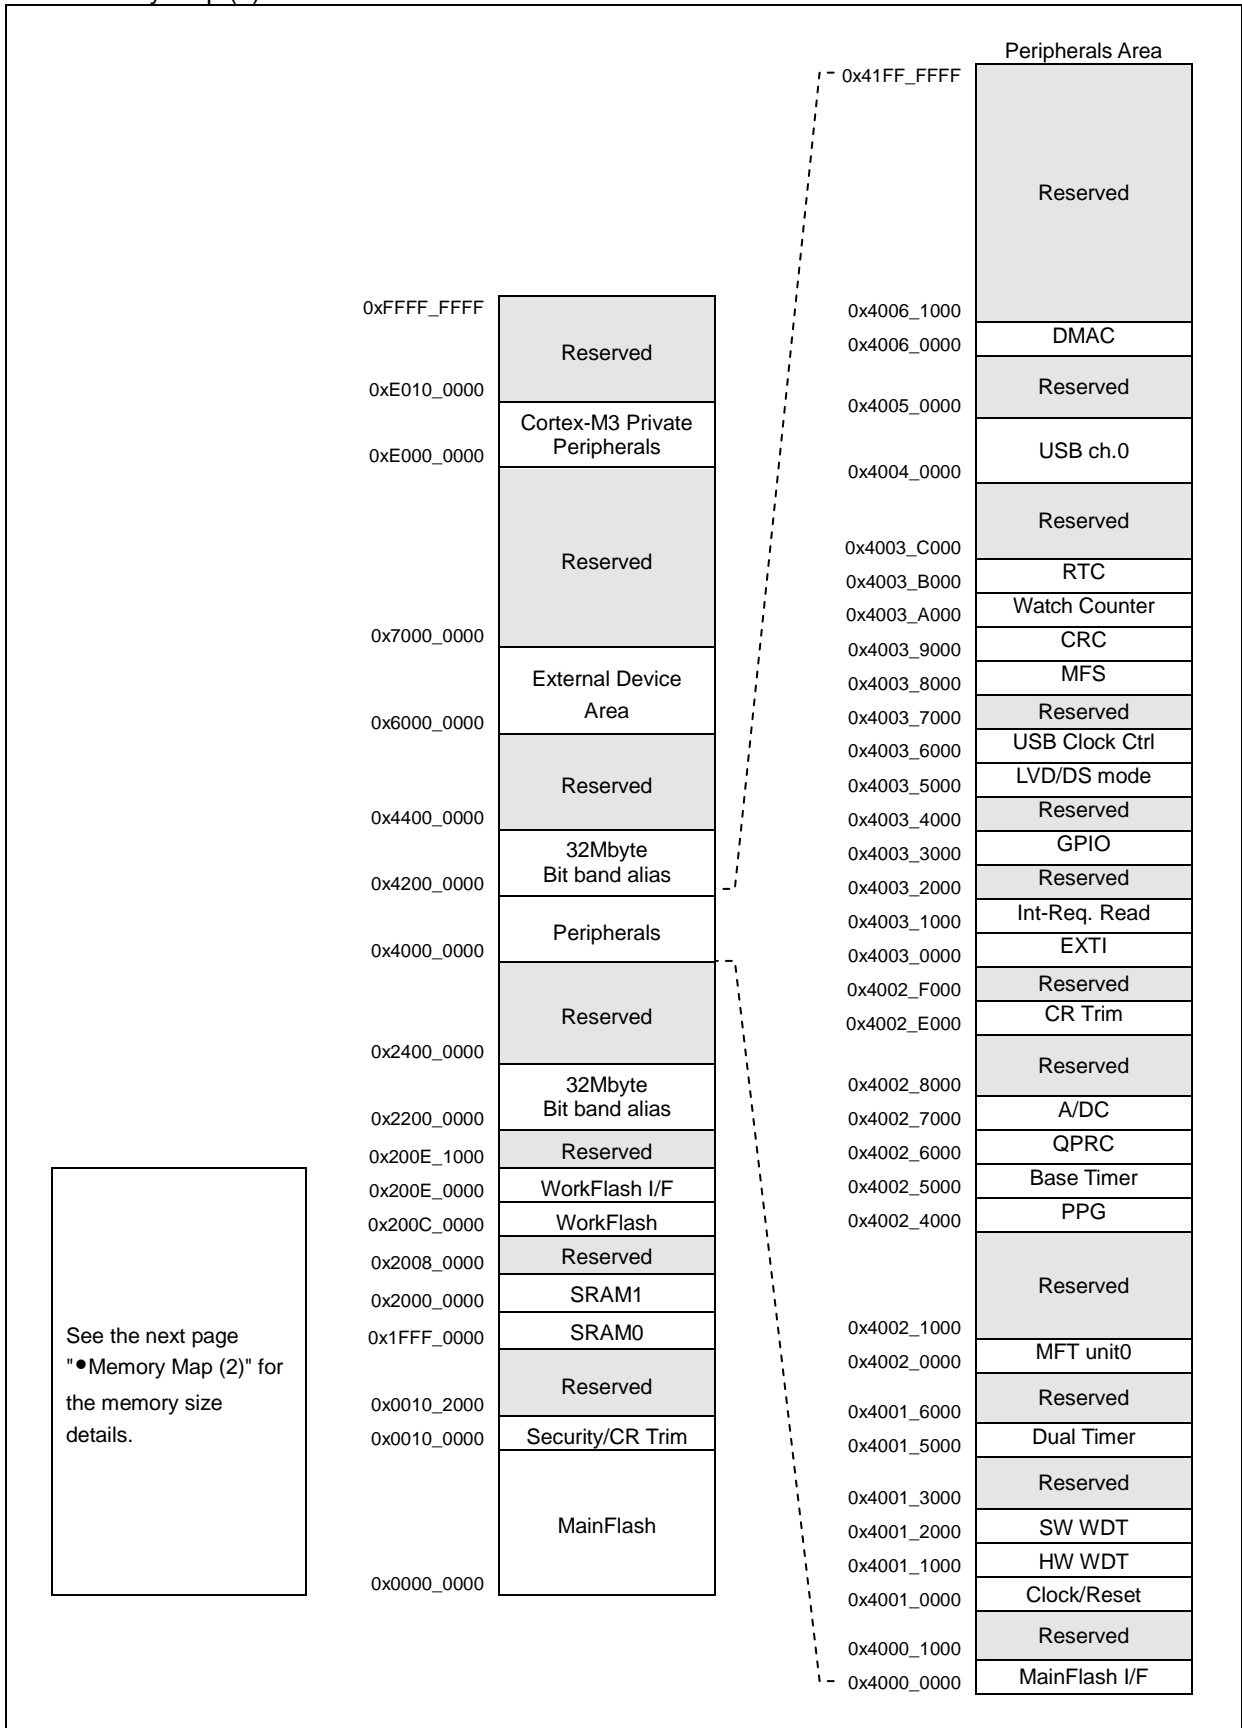 Peripherals Area
0x41FF_FFFF
Reserved
0x4006_1000
DMAC
0x4006_0000
Reserved
0x4005_0000
USB ch.0
0x4004_0000
Reserved
0x4003_C000
RTC
0x4003_B000
Watch Counter
0x4003_A000
CRC
0x4003_9000
MFS
0x4003_8000
Reserved
0x4003_7000
USB Clock Ctrl
0x4003_6000
LVD/DS mode
0x4003_5000
Reserved
0x4003_4000
GPIO
0x4003_3000
Reserved
0x4003_2000
Int-Req. Read
0x4003_1000
EXTI
0x4003_0000
Reserved
0x4002_F000
CR Trim
0x4002_E000
Reserved
0x4002_8000
A/DC
0x4002_7000
QPRC
0x4002_6000
Base Timer
0x4002_5000
PPG
0x4002_4000
Reserved
0x4002_1000
MFT unit0
0x4002_0000
Reserved
0x4001_6000
Dual Timer
0x4001_5000
Reserved
0x4001_3000
SW WDT
0x4001_2000
HW WDT
0x4001_1000
Clock/Reset
0x4001_0000
Reserved
0x4000_1000
MainFlash I/F
0x4000_0000
0xFFFF_FFFF
Reserved
0xE010_0000
Cortex-M3 Private
Peripherals
0xE000_0000
Reserved
0x7000_0000
External Device
Area
0x6000_0000
Reserved
0x4400_0000
32Mbyte
Bit band alias
0x4200_0000
Peripherals
0x4000_0000
Reserved
0x2400_0000
32Mbyte
Bit band alias
0x2200_0000
Reserved
0x200E_1000
WorkFlash I/F
0x200E_0000
WorkFlash
0x200C_0000
Reserved
0x2008_0000
SRAM1
0x2000_0000
SRAM0
0x1FFF_0000
Reserved
0x0010_2000
Security/CR Trim
0x0010_0000
MainFlash
0x0000_0000
See the next page
"●Memory Map (2)" for
the memory size
details.